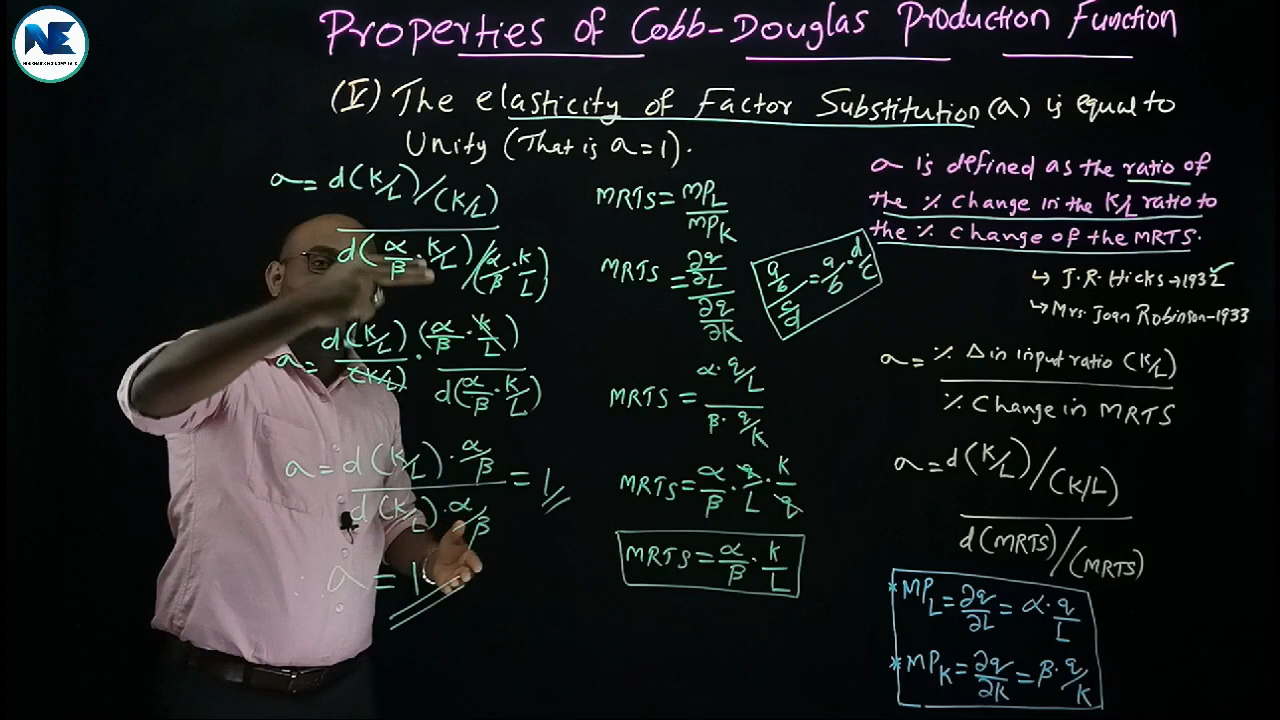 NE
Properties of Cobb-Douglas Production Function
(V) The elasticity of Factor Substitution (a) is equal to
Unity (That is a=1).
a = d(K/L)/(K/L)
d(α/β · K/L)/(α/β · K/L)
a = d(K/L)/(K/L) · (α/β · K/L)/d(α/β · K/L)
a = d(K/L) · α/β / d(K/L) · α/β = 1
a = 1
MRTS = MPL/MPK
MRTS = ∂q/∂L / ∂q/∂K
a/b / c/d = a/b · d/c
MRTS = α · q/L / β · q/K
MRTS = α/β · q/L · K/q
MRTS = α/β · K/L
a is defined as the ratio of
the % change in the K/L ratio to
the % change of the MRTS.
↳ J.R. Hicks → 1932
↳ Mrs. Joan Robinson - 1933
a = % Δ in input ratio (K/L)
% Change in MRTS
a = d(K/L)/(K/L)
d(MRTS)/(MRTS)
* MPL = ∂q/∂L = α · q/L
* MPK = ∂q/∂K = β · q/K